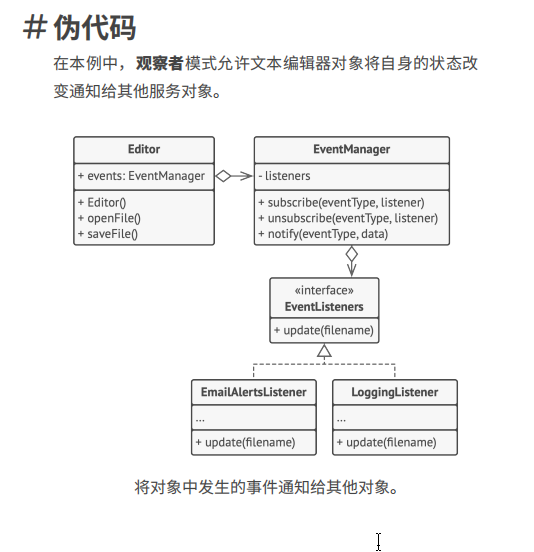 # 伪代码
在本例中，观察者模式允许文本编辑器对象将自身的状态改
变通知给其他服务对象。
Editor
+ events: EventManager
+ Editor()
+ openFile()
+ saveFile()
EventManager
- listeners
+ subscribe(eventType, listener)
+ unsubscribe(eventType, listener)
+ notify(eventType, data)
«interface»
EventListeners
+ update(filename)
EmailAlertsListener
...
+ update(filename)
LoggingListener
...
+ update(filename)
将对象中发生的事件通知给其他对象。